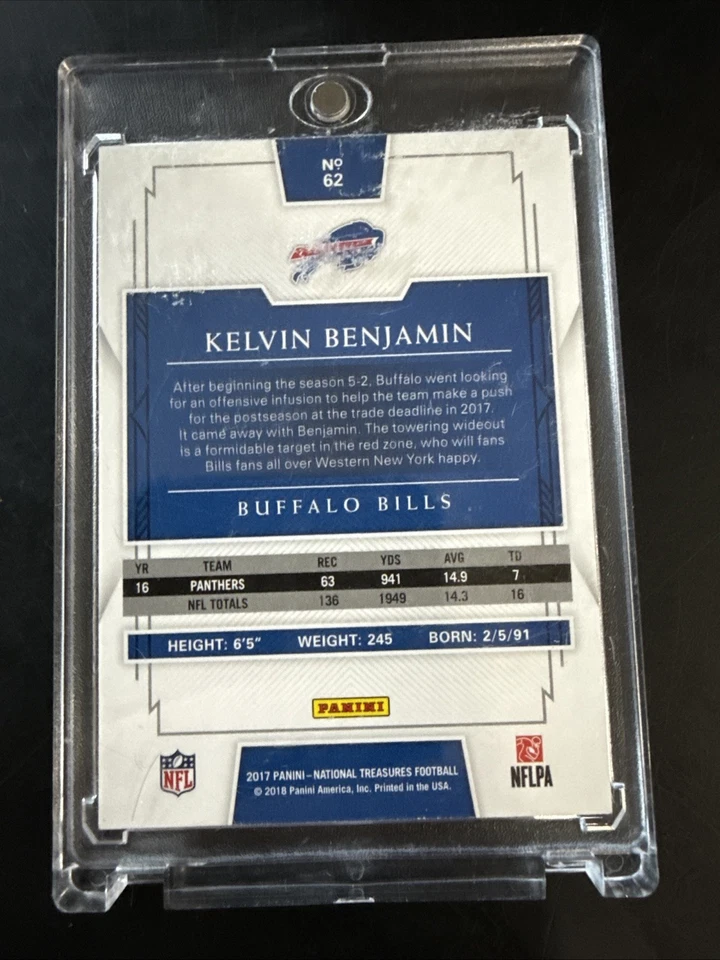 Nº
62
KELVIN BENJAMIN
After beginning the season 5-2, Buffalo went looking
for an offensive infusion to help the team make a push
for the postseason at the trade deadline in 2017.
It came away with Benjamin. The towering wideout
is a formidable target in the red zone, who will fans
Bills fans all over Western New York happy.
BUFFALO BILLS
YR TEAM REC YDS AVG TD
16 PANTHERS 63 941 14.9 7
NFL TOTALS 136 1949 14.3 16
HEIGHT: 6'5" WEIGHT: 245 BORN: 2/5/91
PANINI
NFL
2017 PANINI – NATIONAL TREASURES FOOTBALL
© 2018 Panini America, Inc. Printed in the USA.
NFLPA